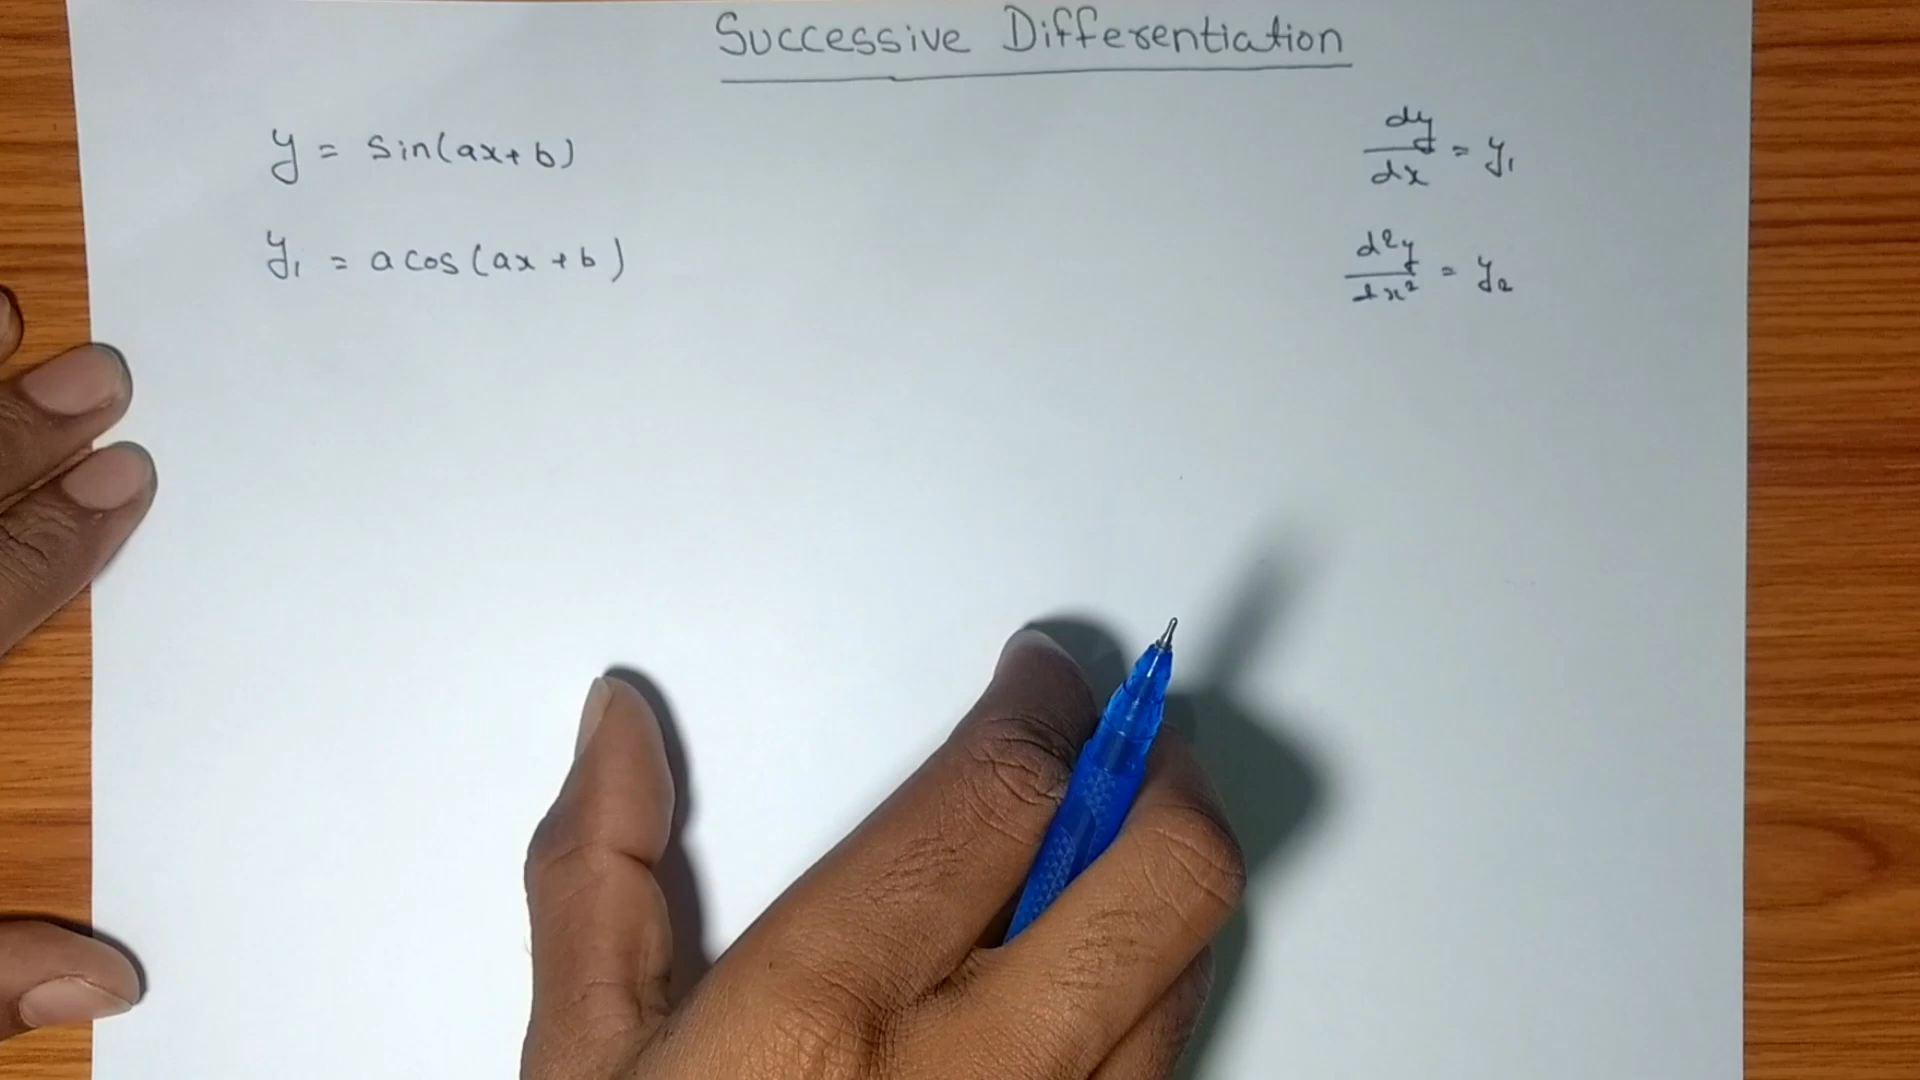 Successive Differentiation
y = sin(ax+b)
y₁ = a cos(ax+b)
dy/dx = y₁
d²y/dx² = y₂